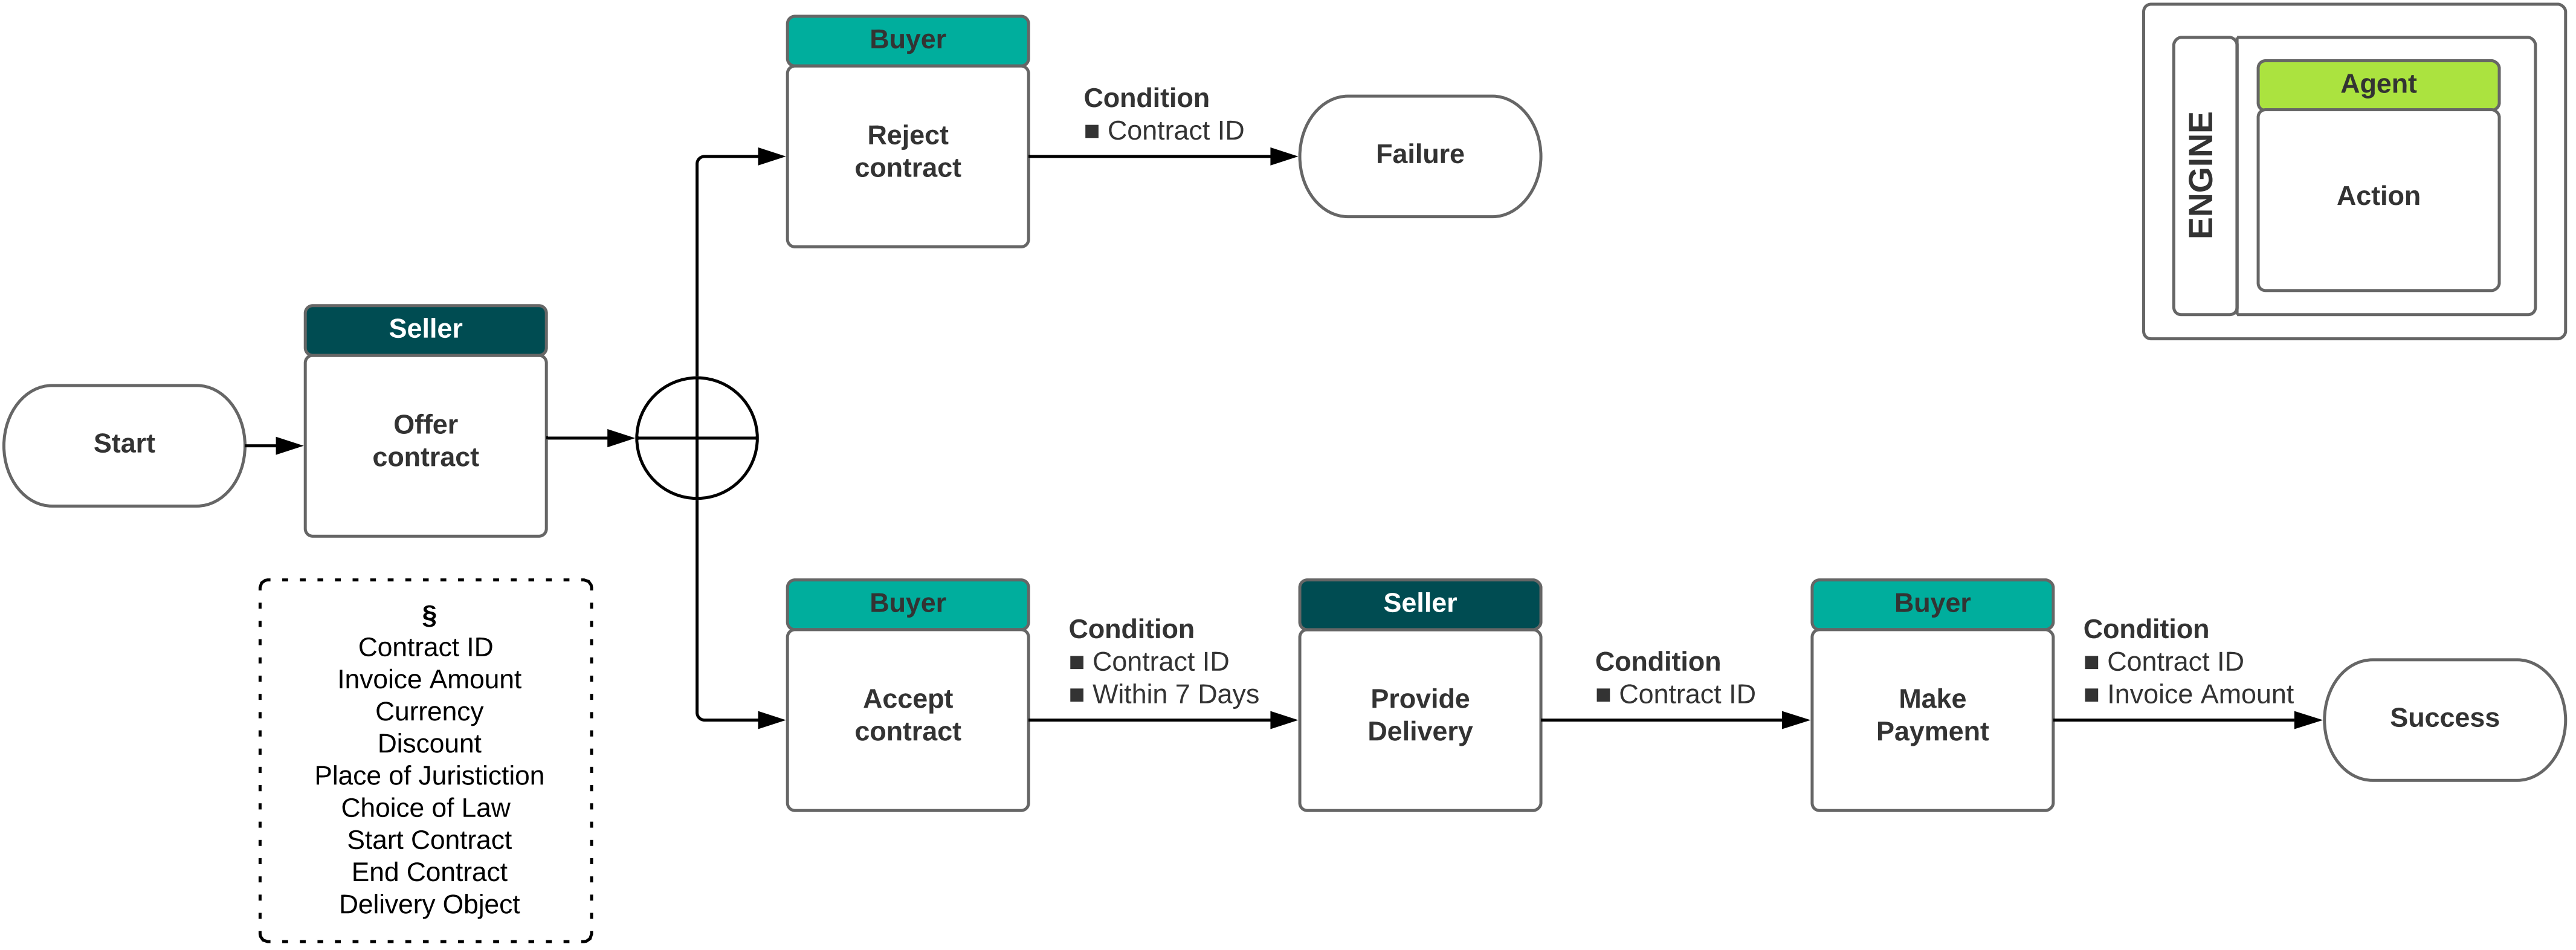 Start
Seller
Offer
contract
§
Contract ID
Invoice Amount
Currency
Discount
Place of Juristiction
Choice of Law
Start Contract
End Contract
Delivery Object
Buyer
Reject
contract
Condition
■ Contract ID
Failure
Buyer
Accept
contract
Condition
■ Contract ID
■ Within 7 Days
Seller
Provide
Delivery
Condition
■ Contract ID
Buyer
Make
Payment
Condition
■ Contract ID
■ Invoice Amount
Success
ENGINE
Agent
Action